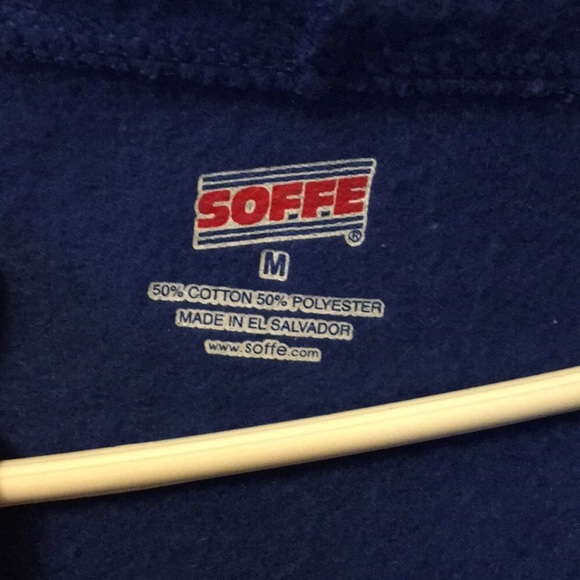 SOFFE®
M
50% COTTON 50% POLYESTER
MADE IN EL SALVADOR
www.soffe.com